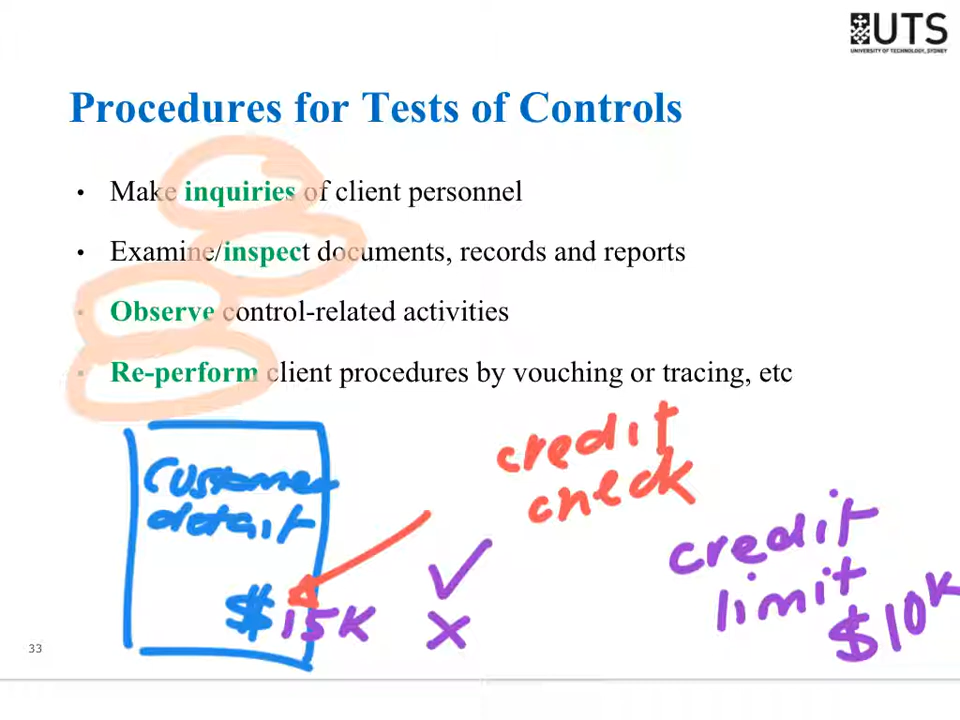 UTS
UNIVERSITY OF TECHNOLOGY, SYDNEY
Procedures for Tests of Controls
• Make inquiries of client personnel
• Examine/inspect documents, records and reports
• Observe control-related activities
• Re-perform client procedures by vouching or tracing, etc
credit
check
customer
detail
credit
limit
$10K
$15K
✓
X
33